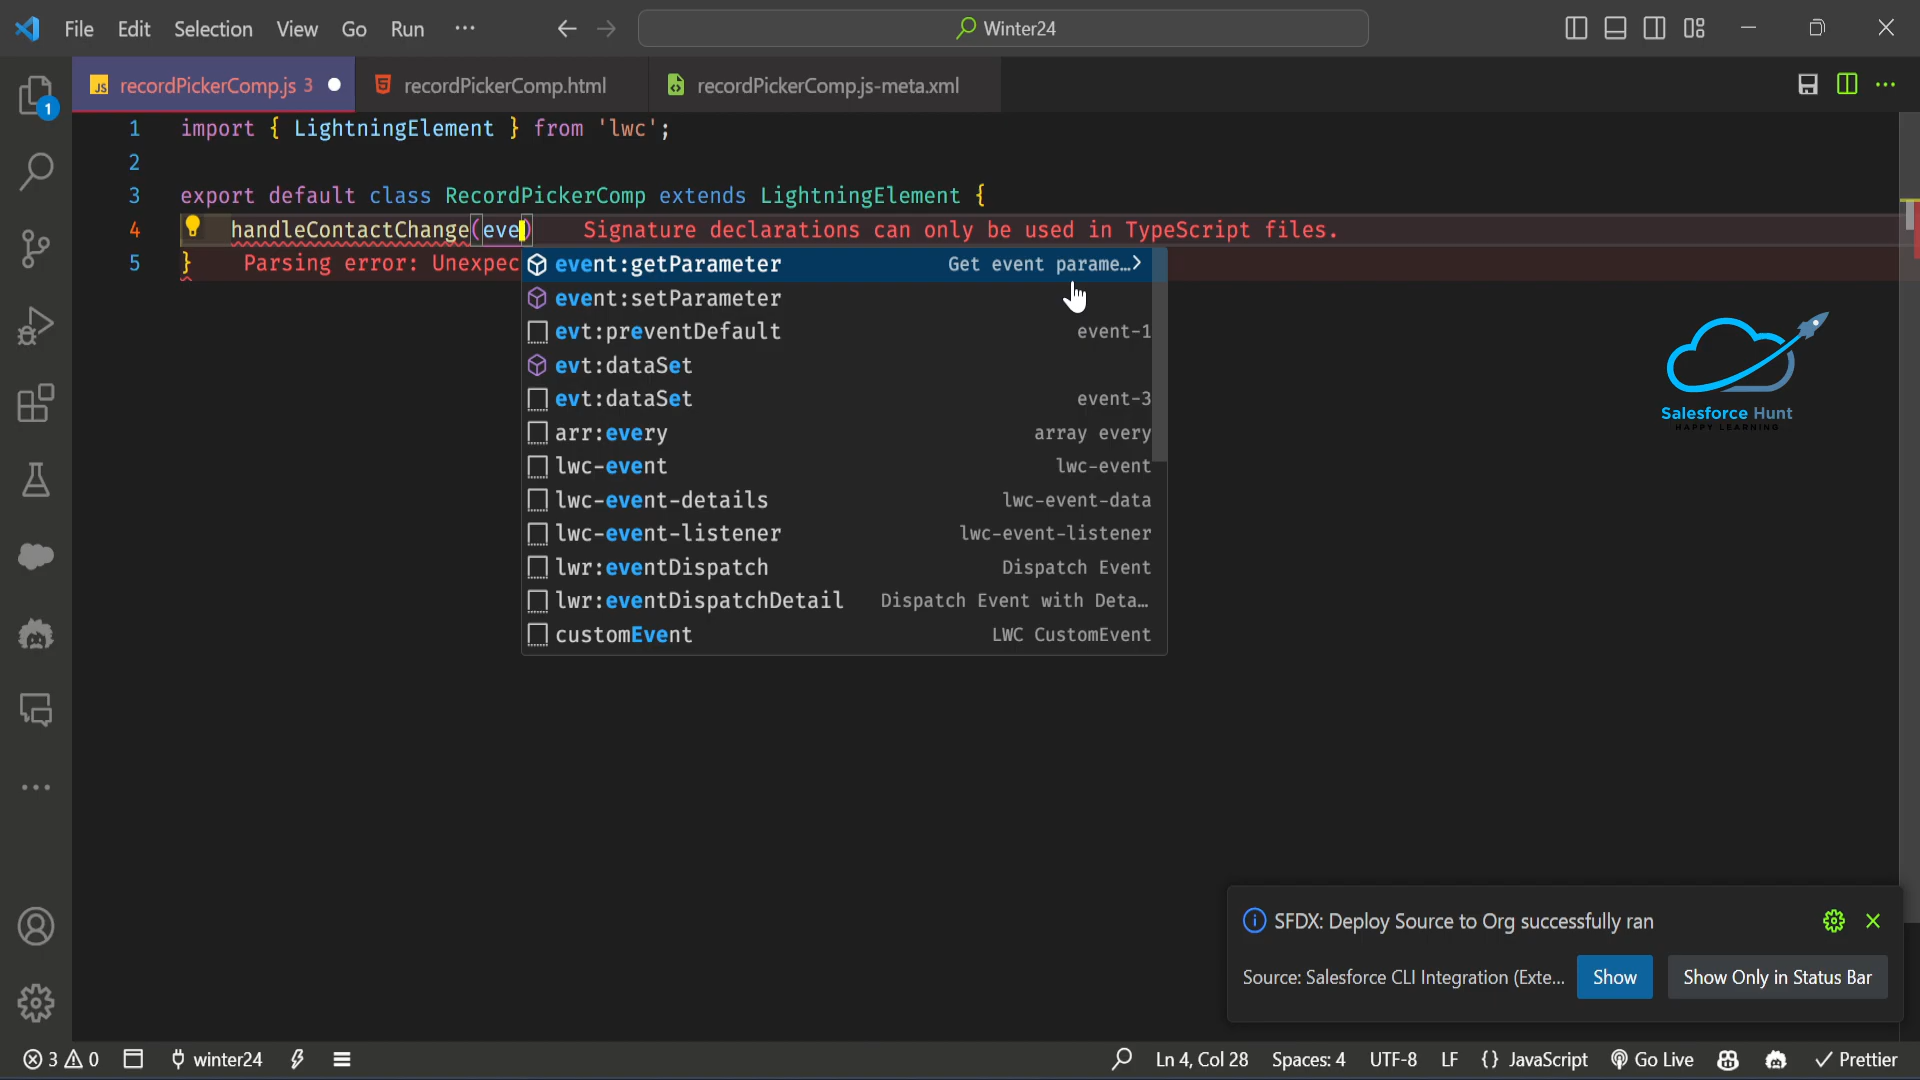 File Edit Selection View Go Run ··· Winter24
JS recordPickerComp.js 3 recordPickerComp.html recordPickerComp.js-meta.xml
1
1 import { LightningElement } from 'lwc';
2
3 export default class RecordPickerComp extends LightningElement {
4 handleContactChange(eve) Signature declarations can only be used in TypeScript files.
5 } Parsing error: Unexpec
event:getParameter Get event parame…
event:setParameter
evt:preventDefault event-1
evt:dataSet
evt:dataSet event-3
arr:every array every
lwc-event lwc-event
lwc-event-details lwc-event-data
lwc-event-listener lwc-event-listener
lwr:eventDispatch Dispatch Event
lwr:eventDispatchDetail Dispatch Event with Deta…
customEvent LWC CustomEvent
Salesforce Hunt
HAPPY LEARNING
SFDX: Deploy Source to Org successfully ran
Source: Salesforce CLI Integration (Exte... Show Show Only in Status Bar
3 0 winter24 Ln 4, Col 28 Spaces: 4 UTF-8 LF {} JavaScript Go Live Prettier